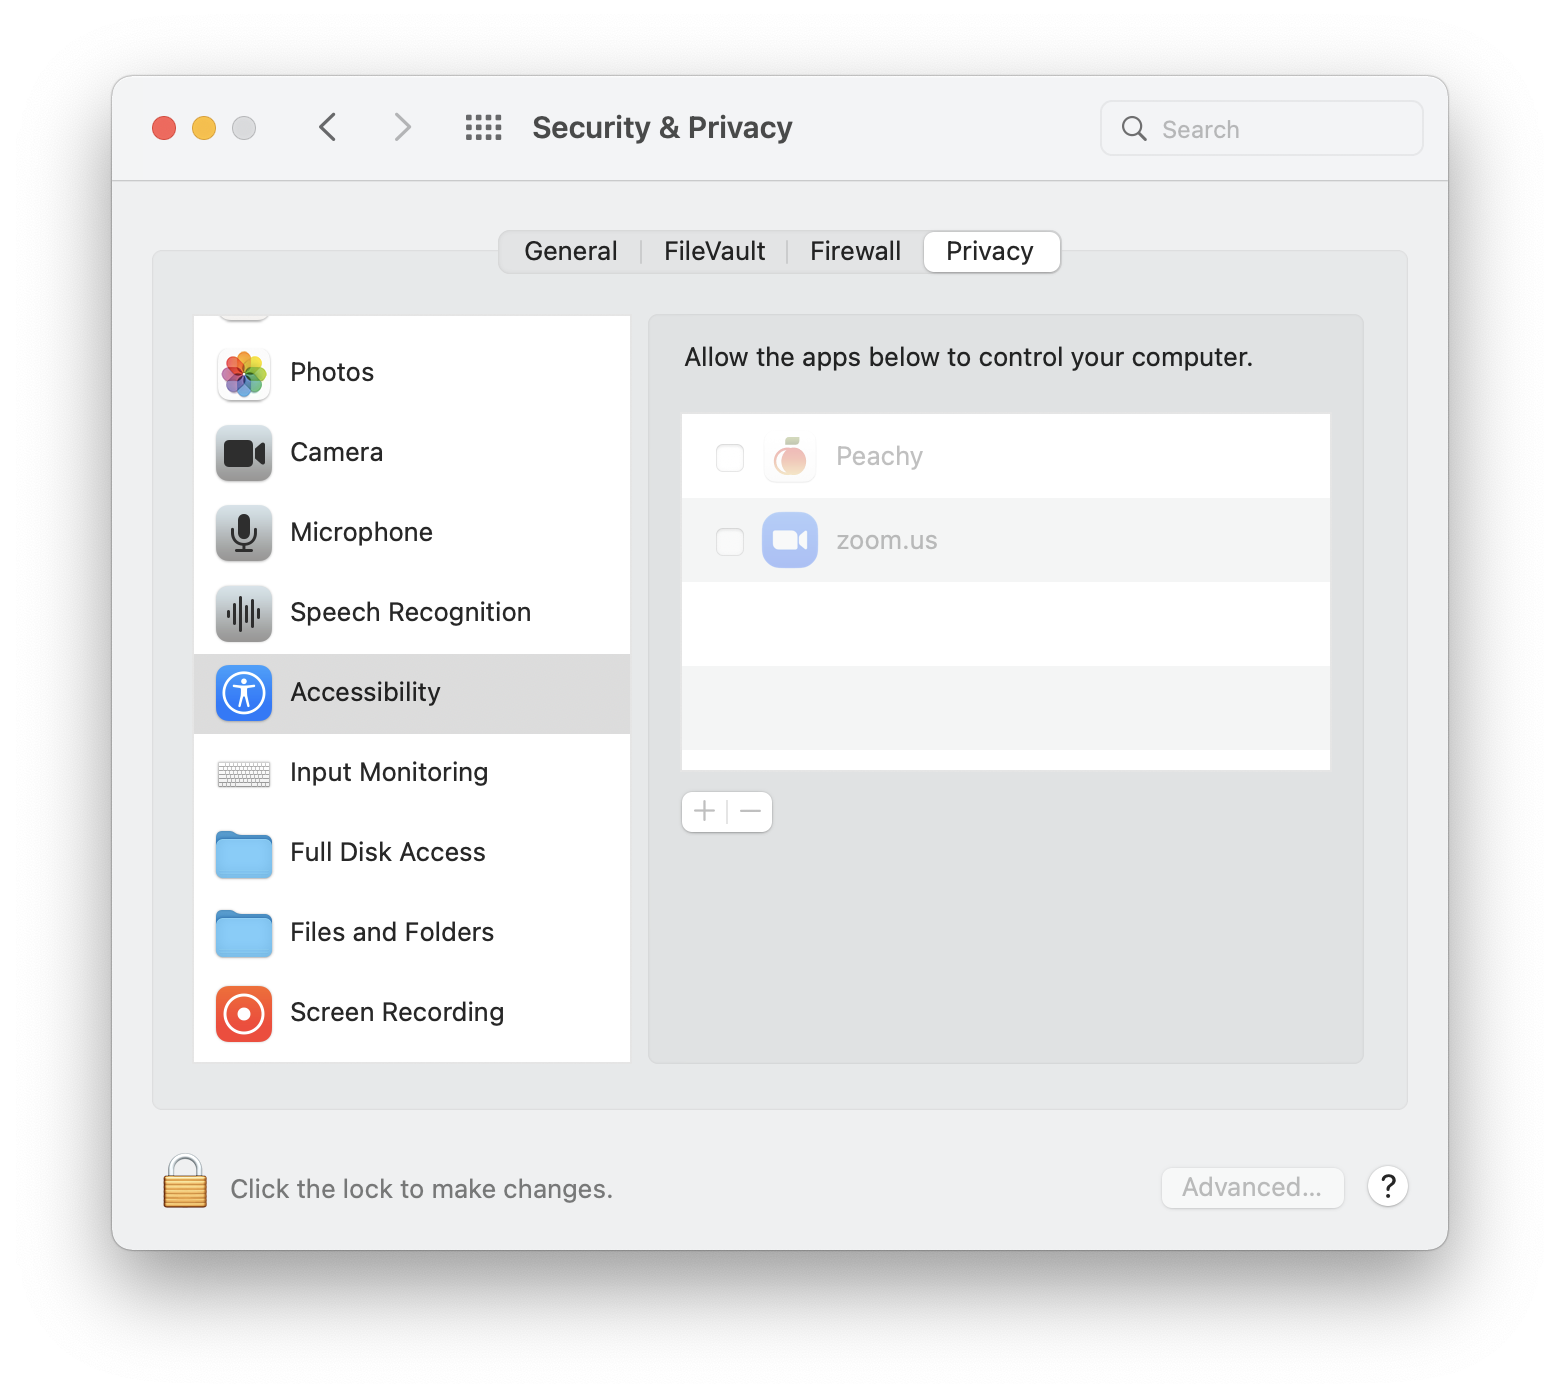 Security & Privacy
Search
General
FileVault
Firewall
Privacy
Photos
Camera
Microphone
Speech Recognition
Accessibility
Input Monitoring
Full Disk Access
Files and Folders
Screen Recording
Allow the apps below to control your computer.
Peachy
zoom.us
Click the lock to make changes.
Advanced...
?